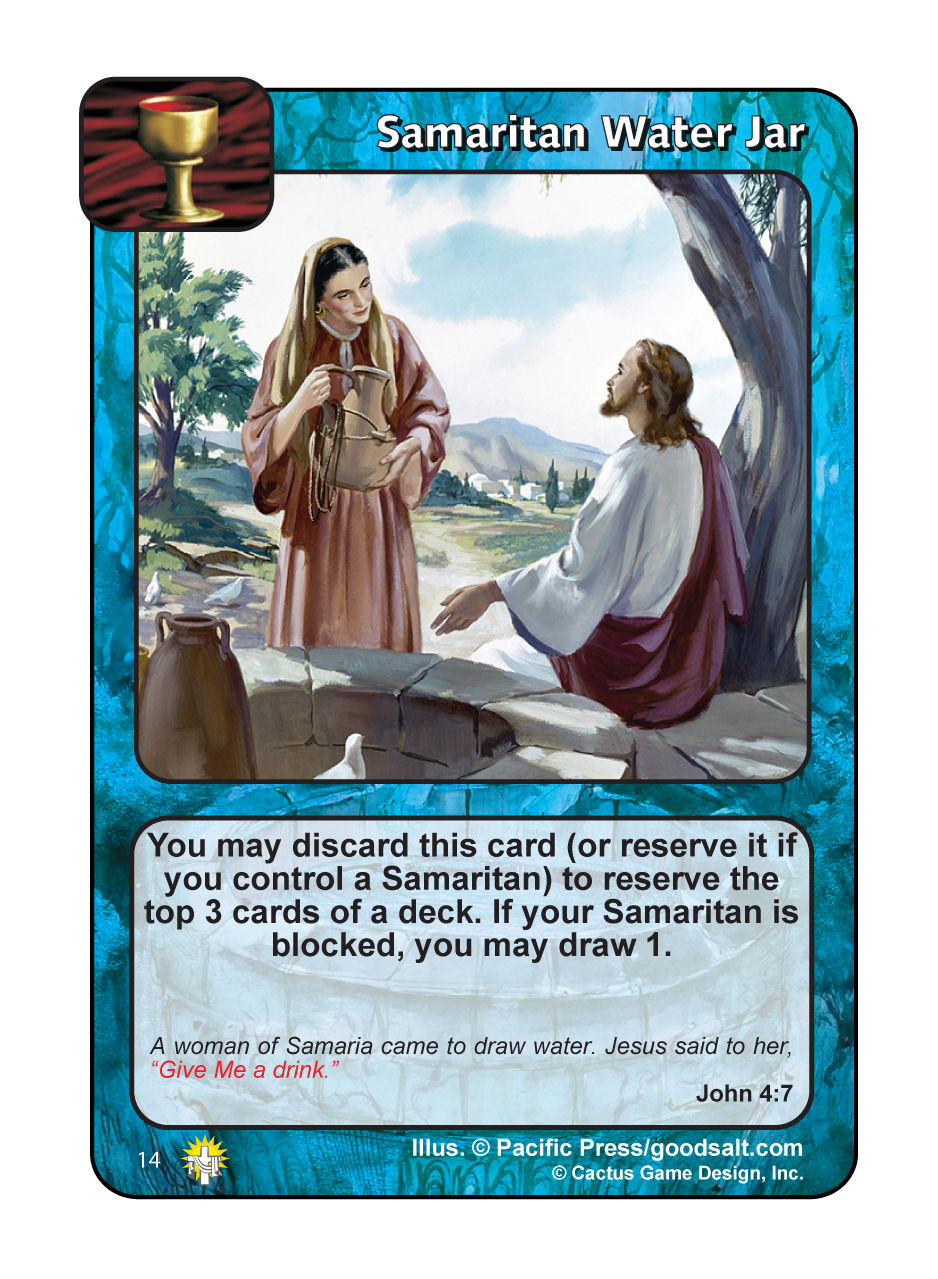 Samaritan Water Jar
You may discard this card (or reserve it if
you control a Samaritan) to reserve the
top 3 cards of a deck. If your Samaritan is
blocked, you may draw 1.
A woman of Samaria came to draw water. Jesus said to her,
“Give Me a drink.”
John 4:7
14
Illus. © Pacific Press/goodsalt.com
© Cactus Game Design, Inc.